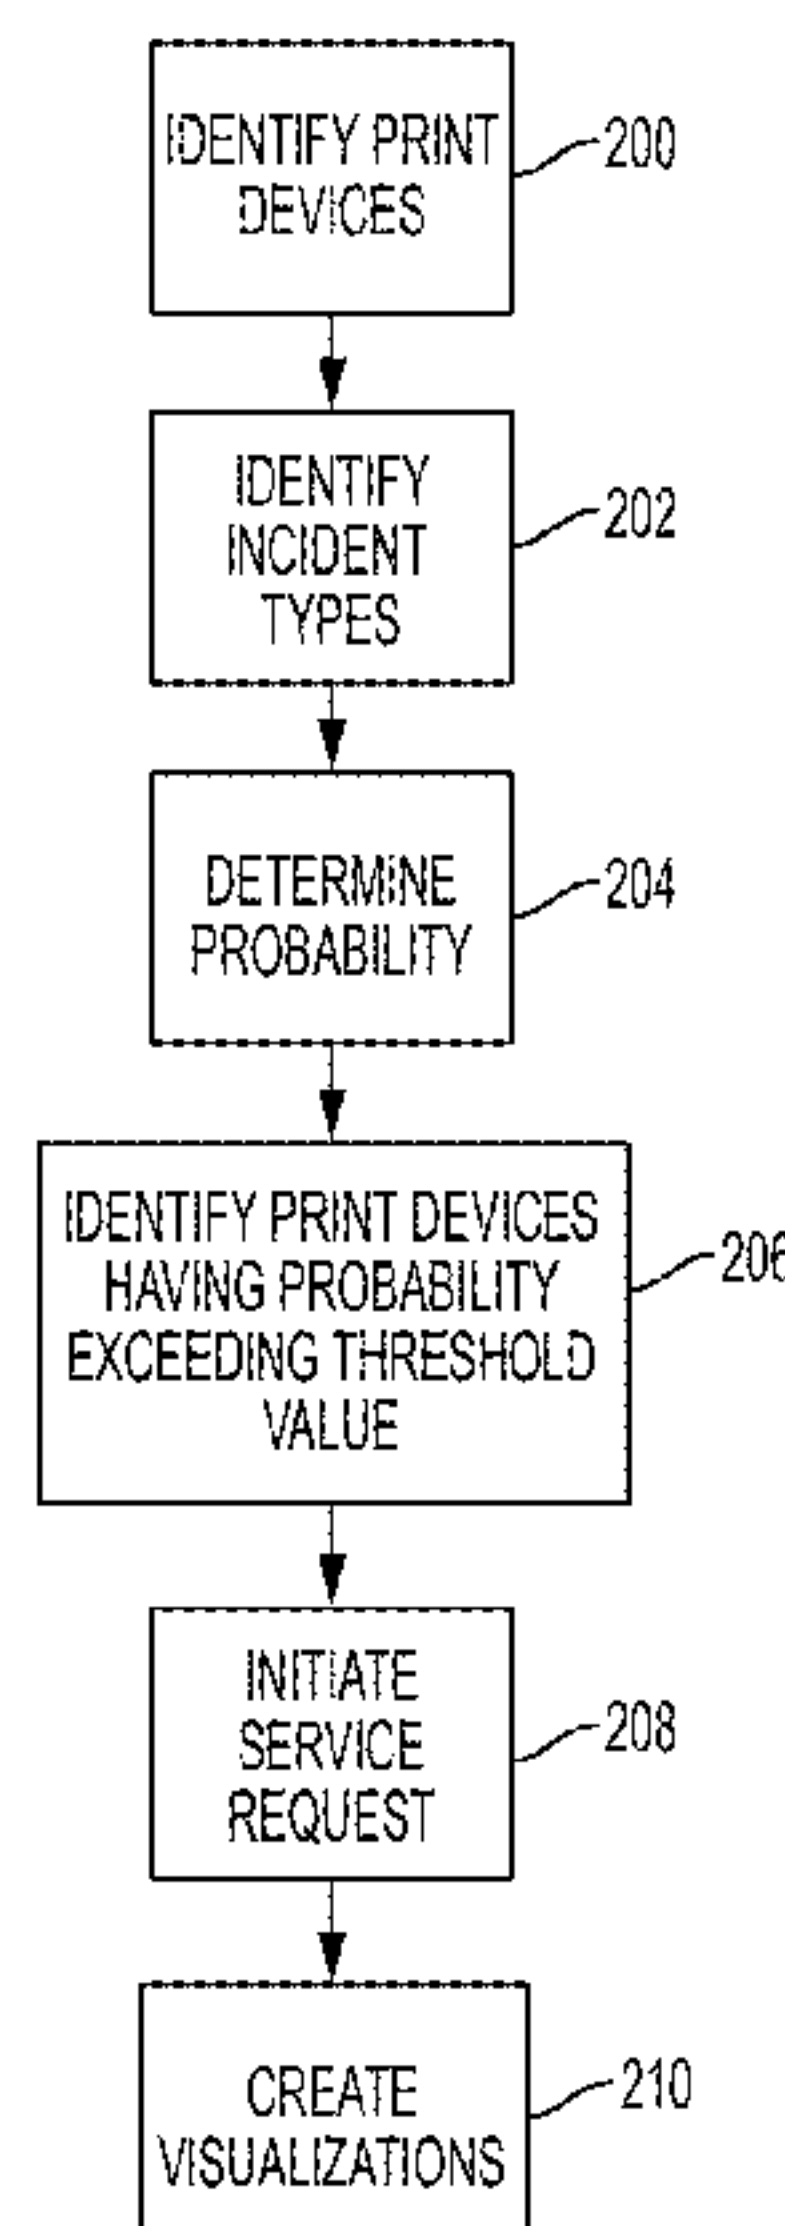 IDENTIFY PRINT
DEVICES
200
IDENTIFY
INCIDENT
TYPES
202
DETERMINE
PROBABILITY
204
IDENTIFY PRINT DEVICES
HAVING PROBABILITY
EXCEEDING THRESHOLD
VALUE
206
INITIATE
SERVICE
REQUEST
208
CREATE
VISUALIZATIONS
210